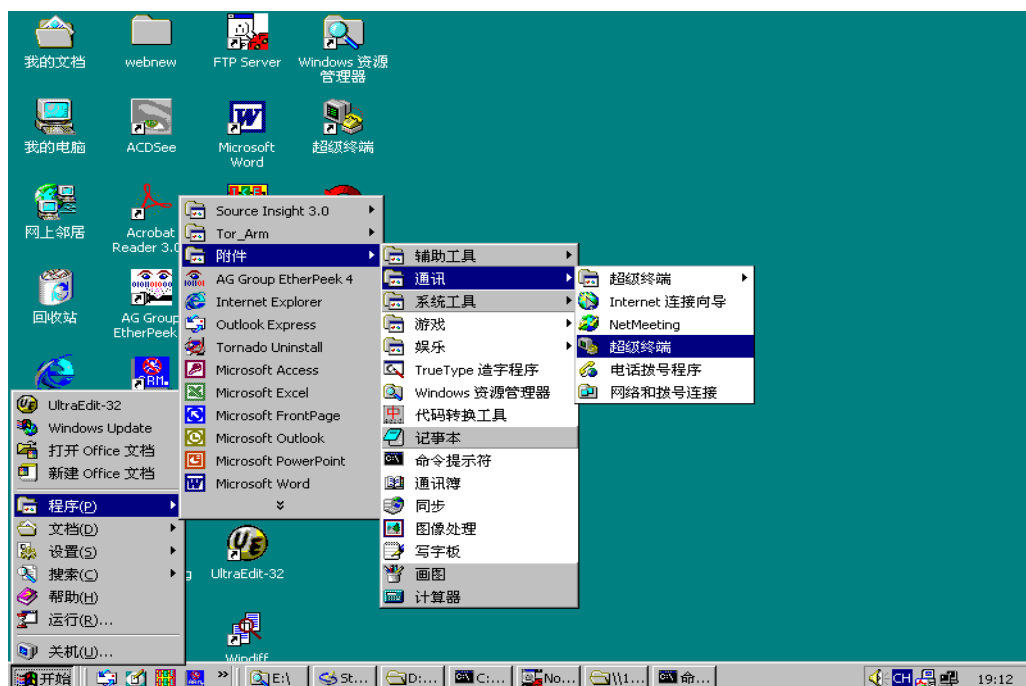 我的文档
webnew
FTP Server
Windows 资源
管理器
我的电脑
ACDSee
Microsoft
Word
超级终端
网上邻居
Acrobat
Reader 3.0
回收站
AG Group
EtherPeek
UltraEdit-32
Windiff
UltraEdit-32
Windows Update
打开 Office 文档
新建 Office 文档
程序(P)
文档(D)
设置(S)
搜索(C)
帮助(H)
运行(R)...
关机(U)...
Source Insight 3.0
Tor_Arm
附件
AG Group EtherPeek 4
Internet Explorer
Outlook Express
Tornado Uninstall
Microsoft Access
Microsoft Excel
Microsoft FrontPage
Microsoft Outlook
Microsoft PowerPoint
Microsoft Word
辅助工具
通讯
系统工具
游戏
娱乐
TrueType 造字程序
Windows 资源管理器
代码转换工具
记事本
命令提示符
通讯簿
同步
图像处理
写字板
画图
计算器
超级终端
Internet 连接向导
NetMeeting
超级终端
电话拨号程序
网络和拨号连接
开始
E:\
St...
D:...
C:...
No...
\\1...
命...
CH
19:12